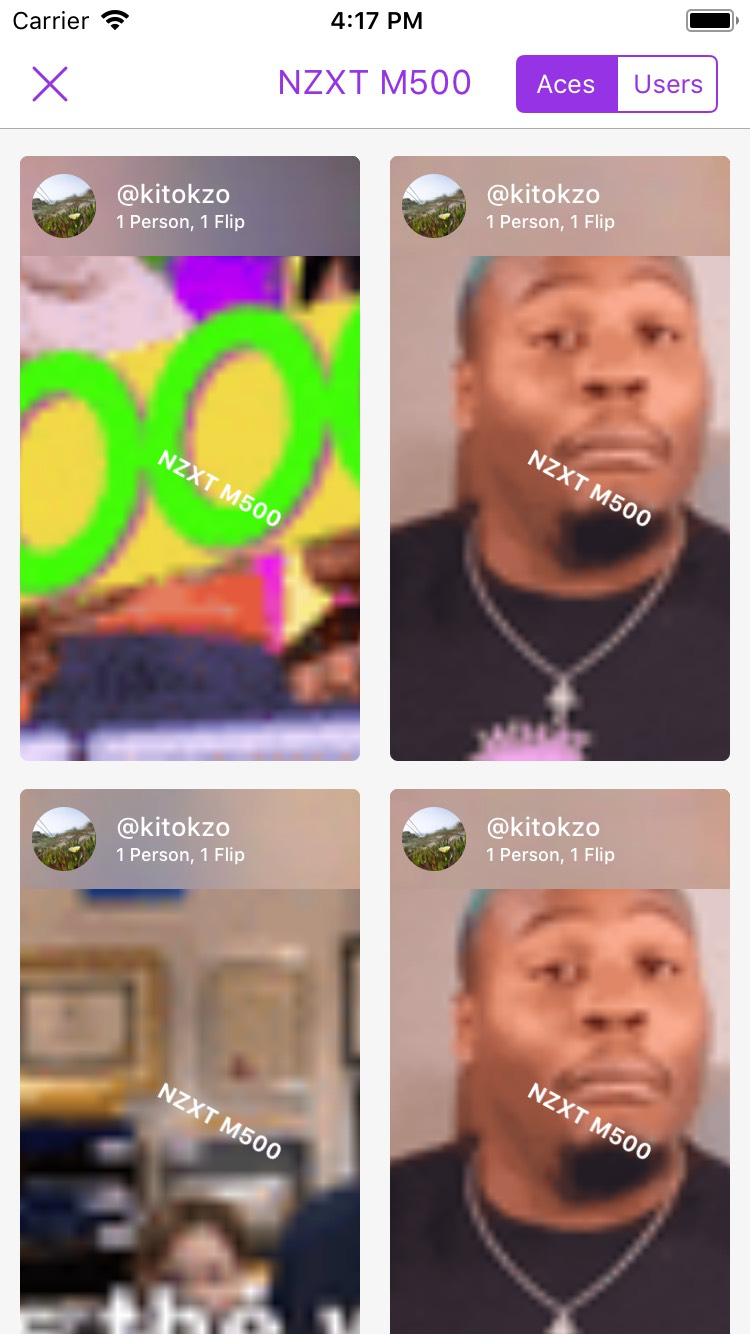 Carrier 4:17 PM
NZXT M500 Aces Users
@kitokzo
1 Person, 1 Flip
@kitokzo
1 Person, 1 Flip
NZXT M500
NZXT M500
@kitokzo
1 Person, 1 Flip
@kitokzo
1 Person, 1 Flip
NZXT M500
NZXT M500
the